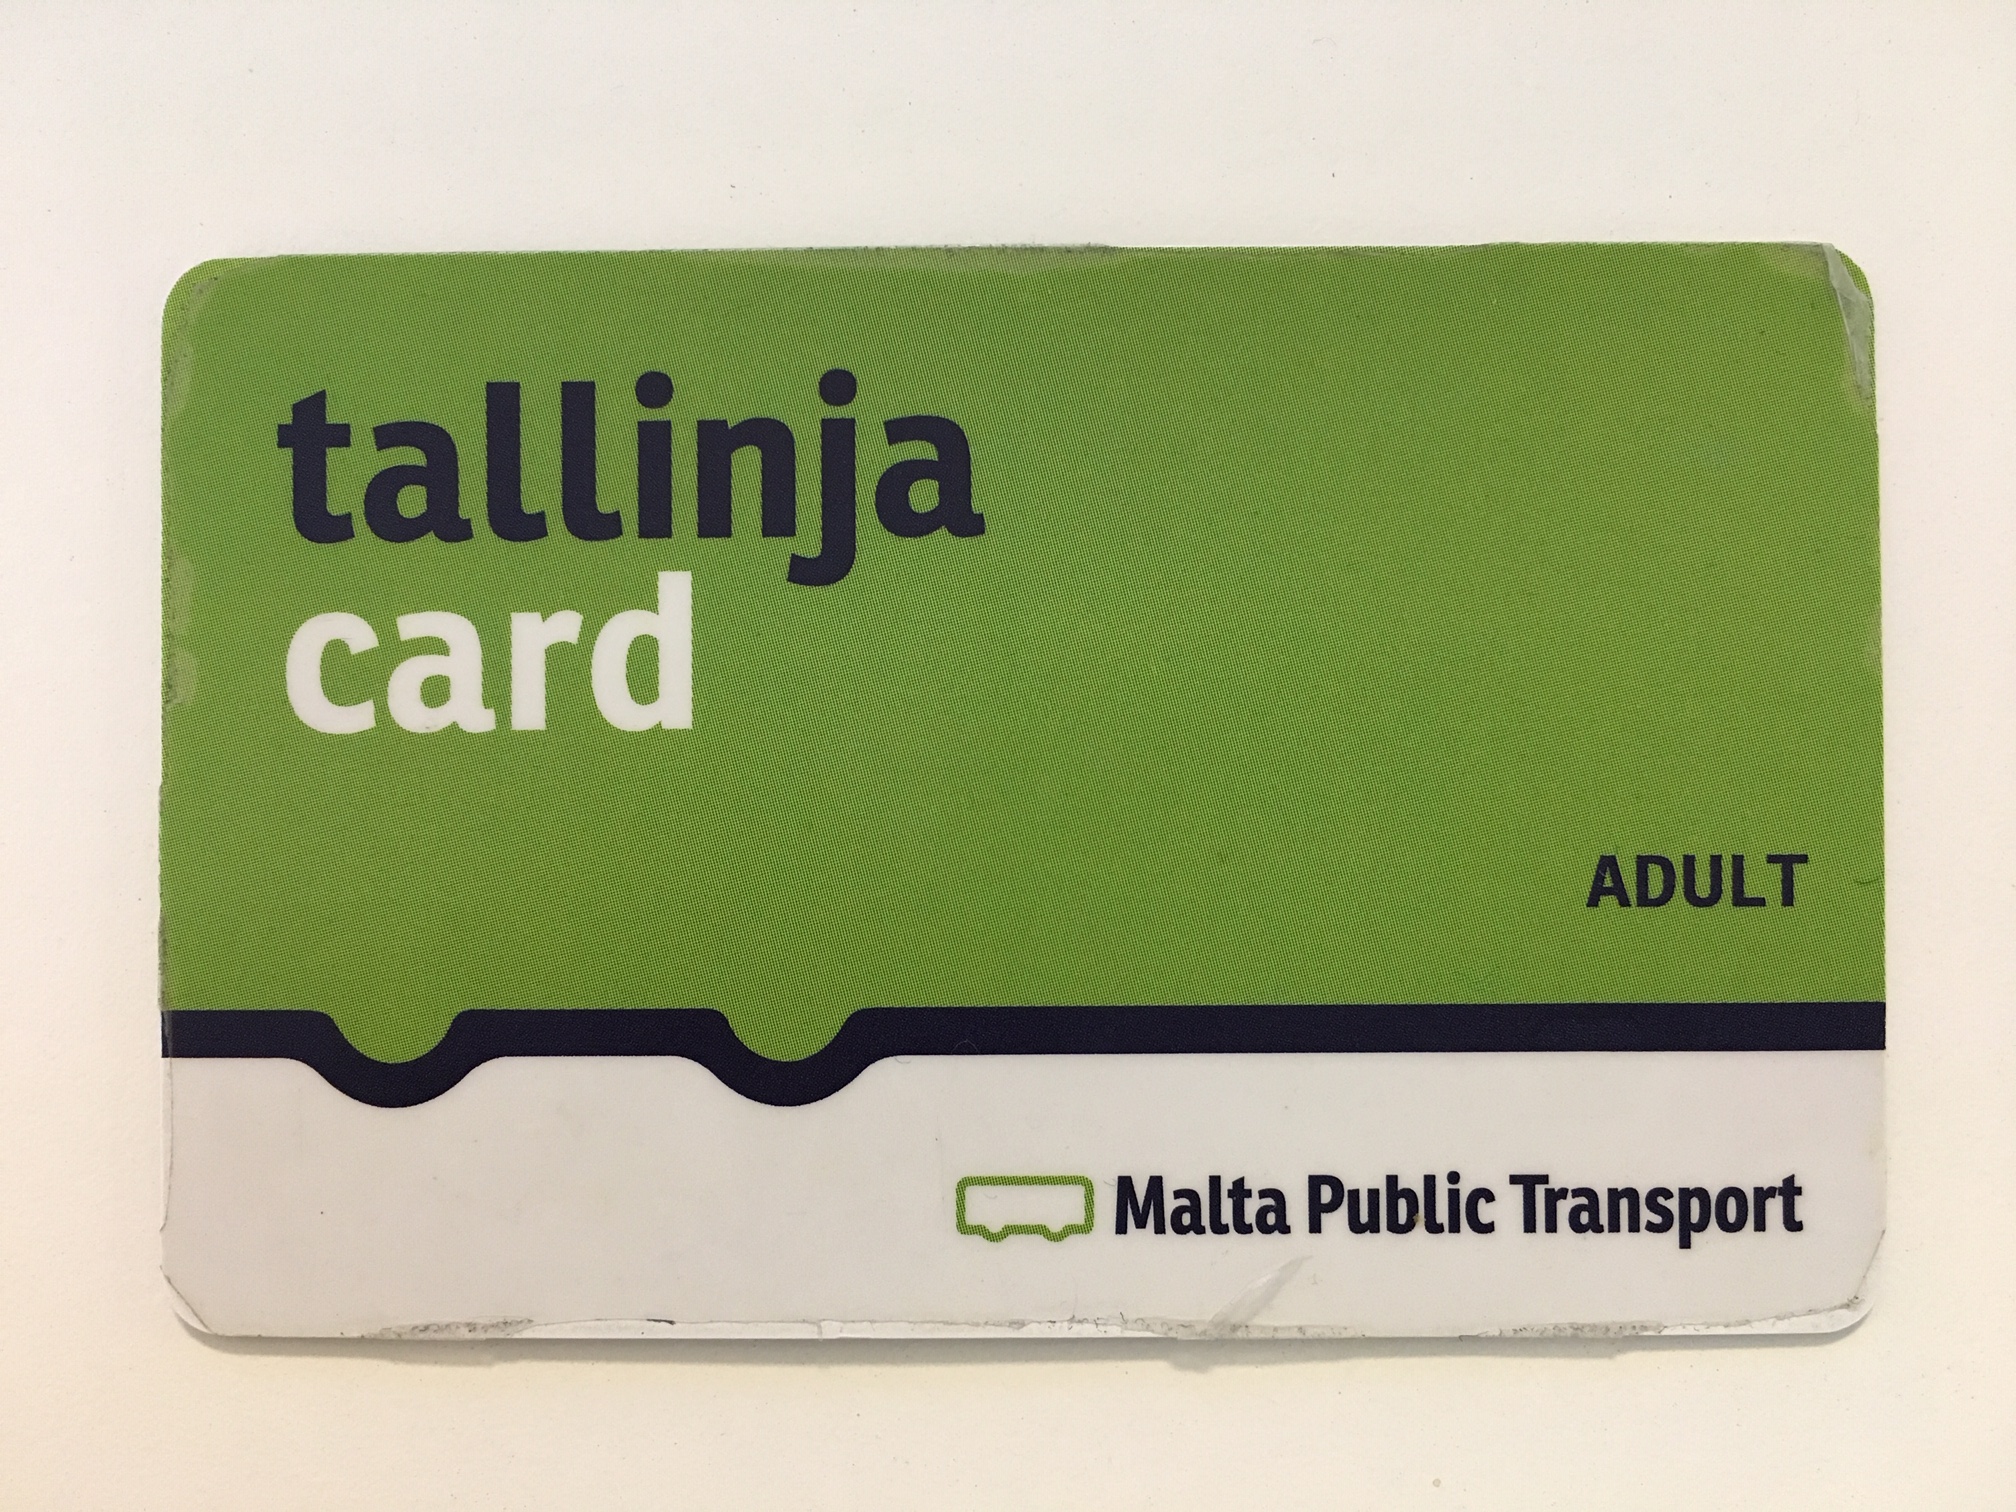 tallinja
card
ADULT
Malta Public Transport